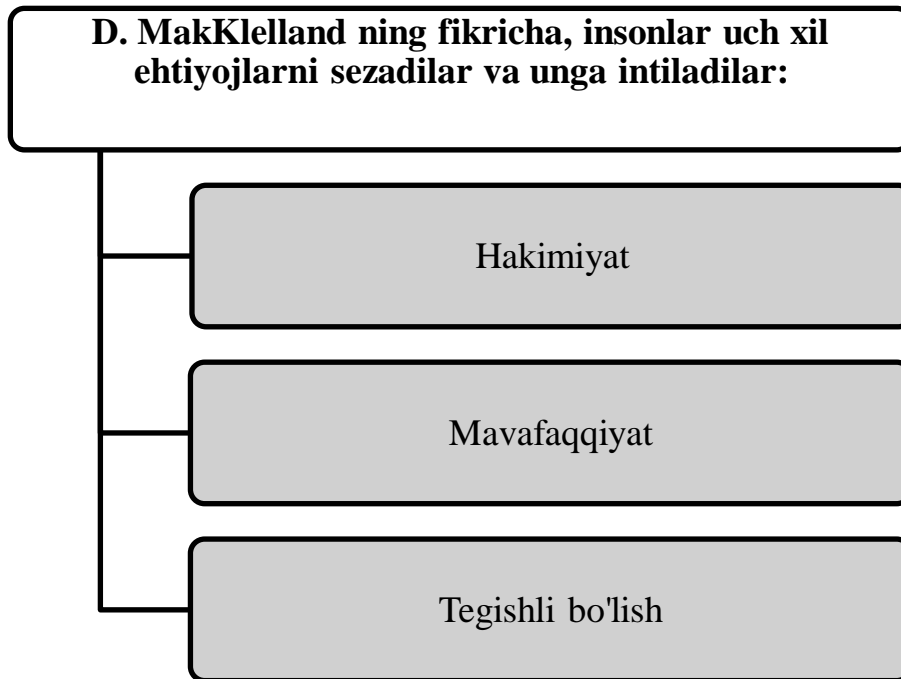 D. MakKlelland ning fikricha, insonlar uch xil
ehtiyojlarni sezadilar va unga intiladilar:
Hakimiyat
Mavafaqqiyat
Tegishli bo'lish